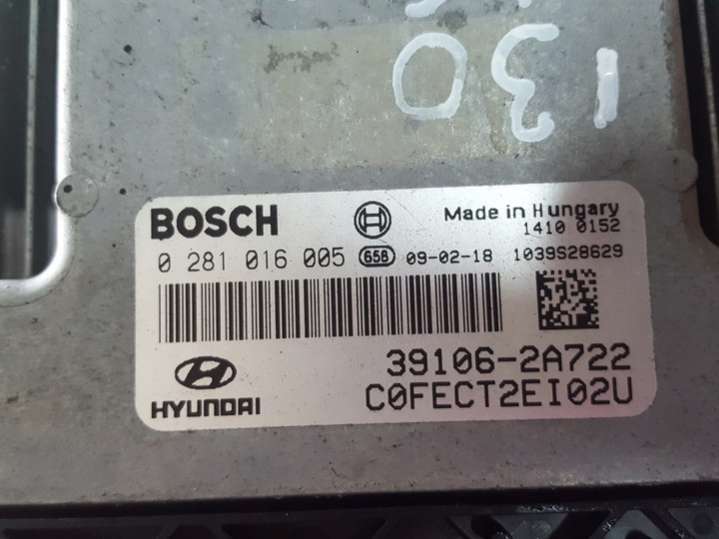 i30
BOSCH
Made in Hungary
1410 0152
0 281 016 005 656 09-02-18 1039S28629
HYUNDAI
39106-2A722
C0FECT2EI02U